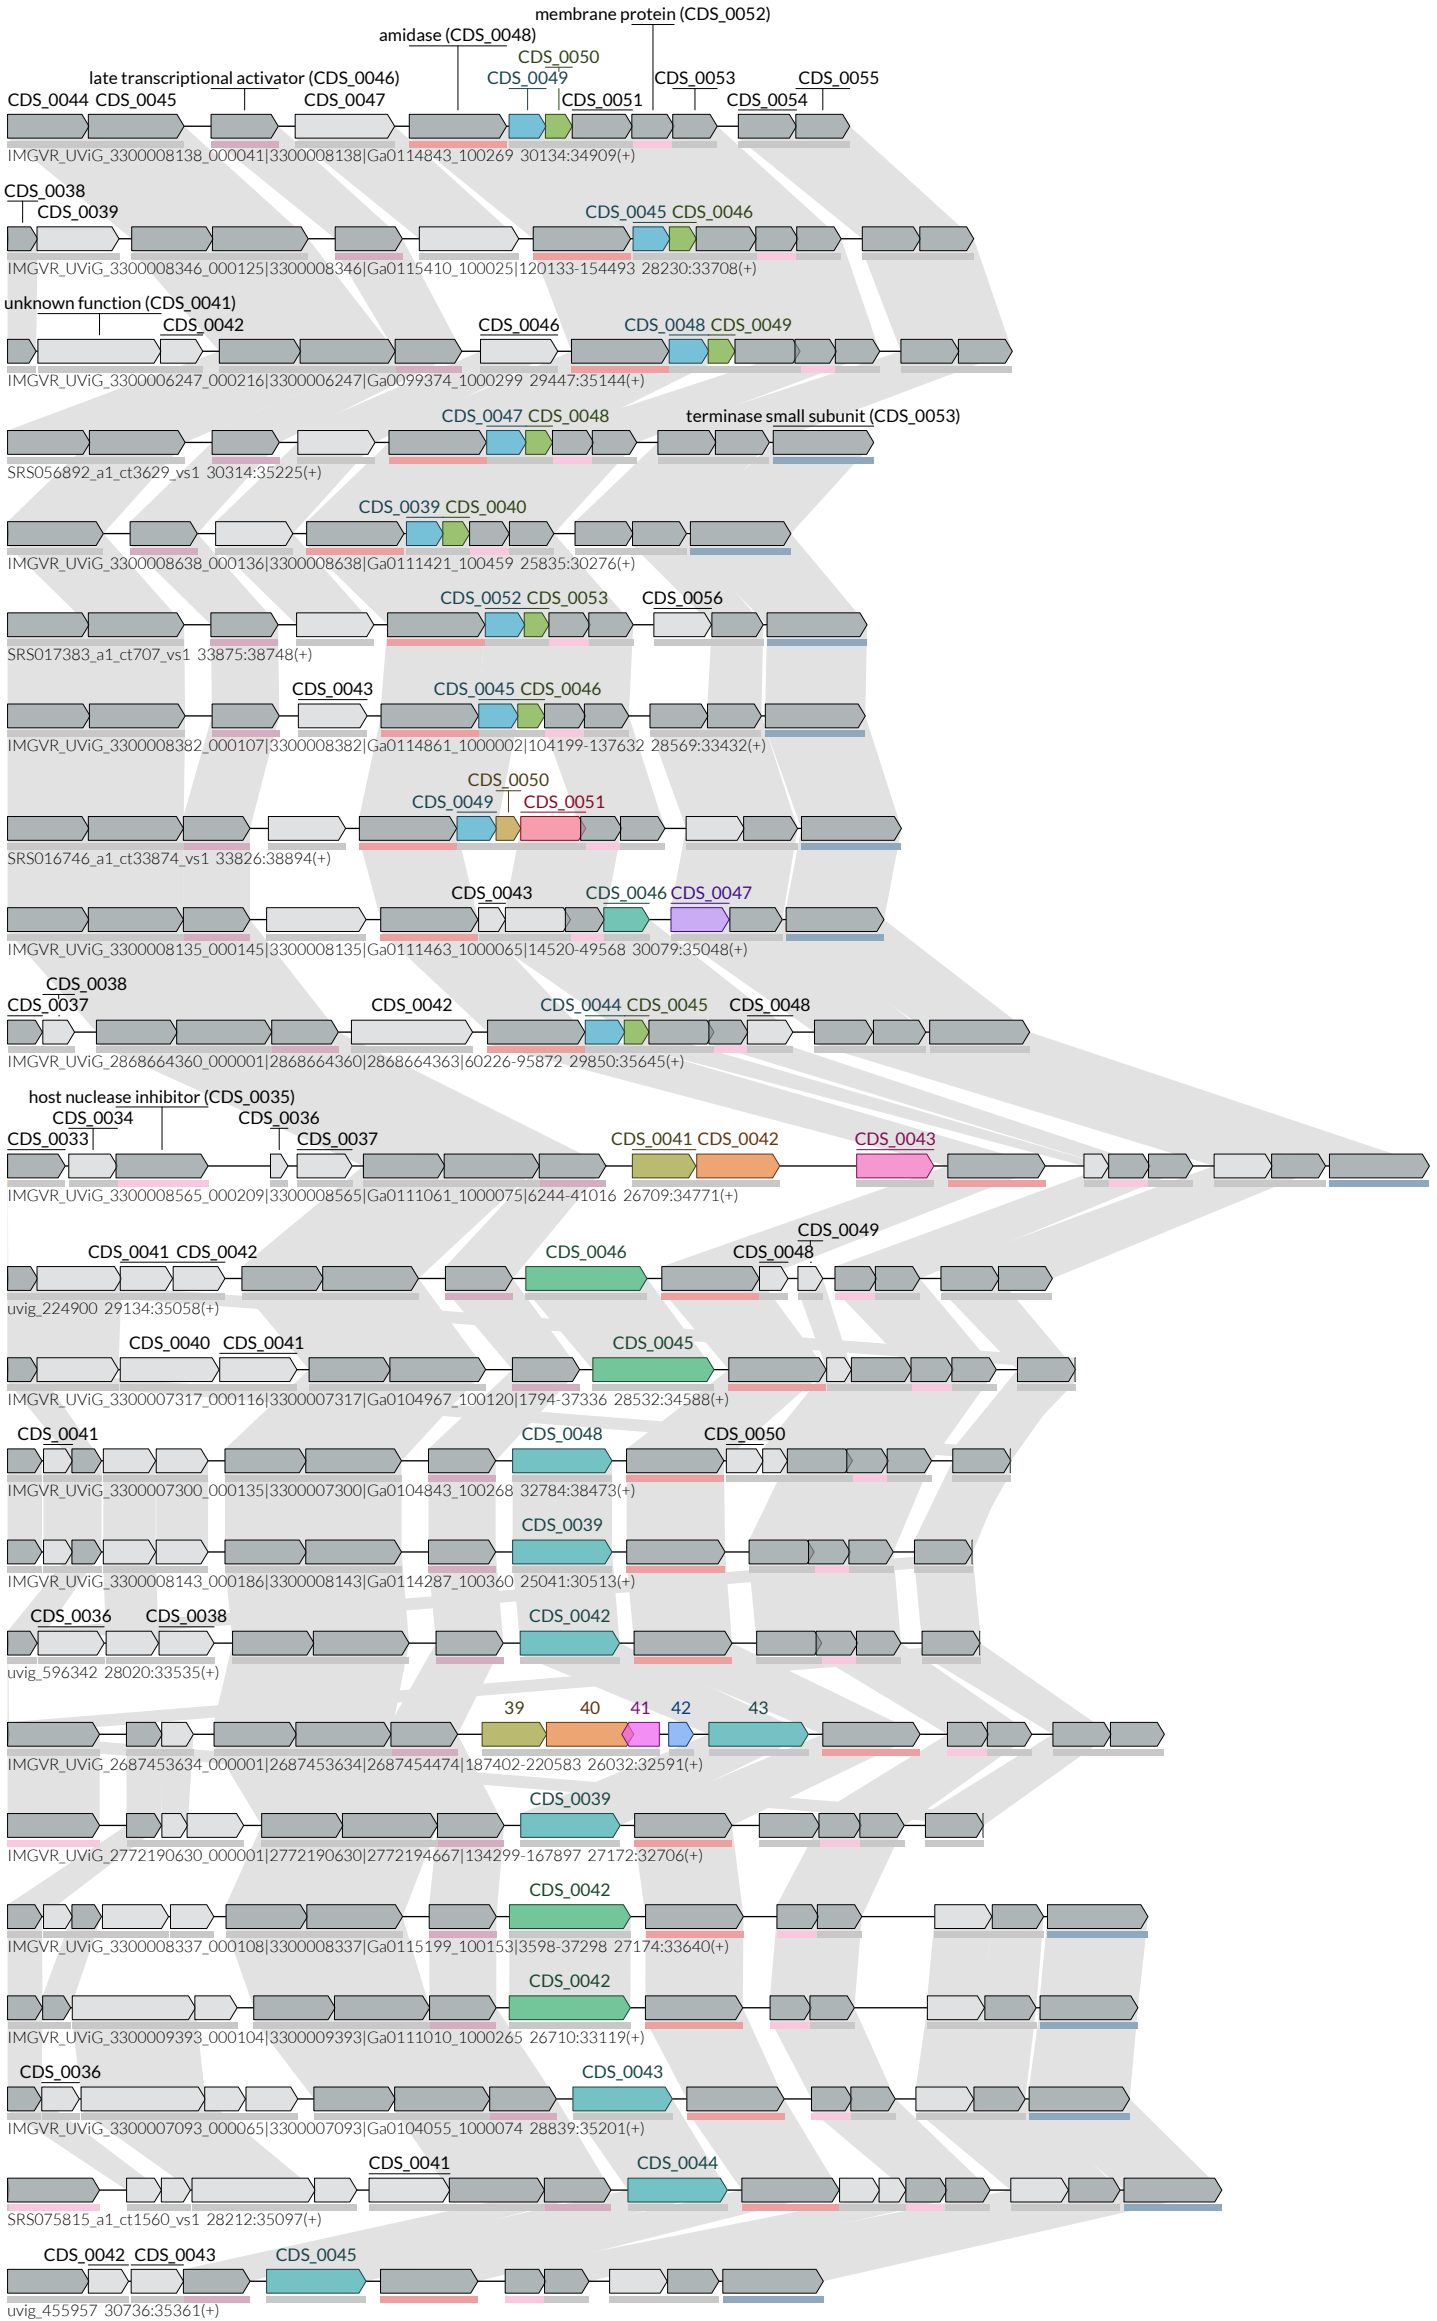 membrane protein (CDS_0052)
amidase (CDS_0048)
CDS_0050
late transcriptional activator (CDS_0046) CDS_0049 CDS_0053 CDS_0055
CDS_0044 CDS_0045 CDS_0047 CDS_0051 CDS_0054
IMGVR_UViG_3300008138_000041|3300008138|Ga0114843_100269 30134:34909(+)
CDS_0038
CDS_0039 CDS_0045 CDS_0046
IMGVR_UViG_3300008346_000125|3300008346|Ga0115410_100025|120133-154493 28230:33708(+)
unknown function (CDS_0041)
CDS_0042 CDS_0046 CDS_0048 CDS_0049
IMGVR_UViG_3300006247_000216|3300006247|Ga0099374_1000299 29447:35144(+)
CDS_0047 CDS_0048 terminase small subunit (CDS_0053)
SRS056892_a1_ct3629_vs1 30314:35225(+)
CDS_0039 CDS_0040
IMGVR_UViG_3300008638_000136|3300008638|Ga0111421_100459 25835:30276(+)
CDS_0052 CDS_0053 CDS_0056
SRS017383_a1_ct707_vs1 33875:38748(+)
CDS_0043 CDS_0045 CDS_0046
IMGVR_UViG_3300008382_000107|3300008382|Ga0114861_1000002|104199-137632 28569:33432(+)
CDS_0050
CDS_0049 CDS_0051
SRS016746_a1_ct33874_vs1 33826:38894(+)
CDS_0043 CDS_0046 CDS_0047
IMGVR_UViG_3300008135_000145|3300008135|Ga0111463_1000065|14520-49568 30079:35048(+)
CDS_0038
CDS_0037 CDS_0042 CDS_0044 CDS_0045 CDS_0048
IMGVR_UViG_2868664360_000001|2868664360|2868664363|60226-95872 29850:35645(+)
host nuclease inhibitor (CDS_0035)
CDS_0034 CDS_0036
CDS_0033 CDS_0037 CDS_0041 CDS_0042 CDS_0043
IMGVR_UViG_3300008565_000209|3300008565|Ga0111061_1000075|6244-41016 26709:34771(+)
CDS_0049
CDS_0041 CDS_0042 CDS_0046 CDS_0048
uvig_224900 29134:35058(+)
CDS_0040 CDS_0041 CDS_0045
IMGVR_UViG_3300007317_000116|3300007317|Ga0104967_100120|1794-37336 28532:34588(+)
CDS_0041 CDS_0048 CDS_0050
IMGVR_UViG_3300007300_000135|3300007300|Ga0104843_100268 32784:38473(+)
CDS_0039
IMGVR_UViG_3300008143_000186|3300008143|Ga0114287_100360 25041:30513(+)
CDS_0036 CDS_0038 CDS_0042
uvig_596342 28020:33535(+)
39 40 41 42 43
IMGVR_UViG_2687453634_000001|2687453634|2687454474|187402-220583 26032:32591(+)
CDS_0039
IMGVR_UViG_2772190630_000001|2772190630|2772194667|134299-167897 27172:32706(+)
CDS_0042
IMGVR_UViG_3300008337_000108|3300008337|Ga0115199_100153|3598-37298 27174:33640(+)
CDS_0042
IMGVR_UViG_3300009393_000104|3300009393|Ga0111010_1000265 26710:33119(+)
CDS_0036 CDS_0043
IMGVR_UViG_3300007093_000065|3300007093|Ga0104055_1000074 28839:35201(+)
CDS_0041 CDS_0044
SRS075815_a1_ct1560_vs1 28212:35097(+)
CDS_0042 CDS_0043 CDS_0045
uvig_455957 30736:35361(+)